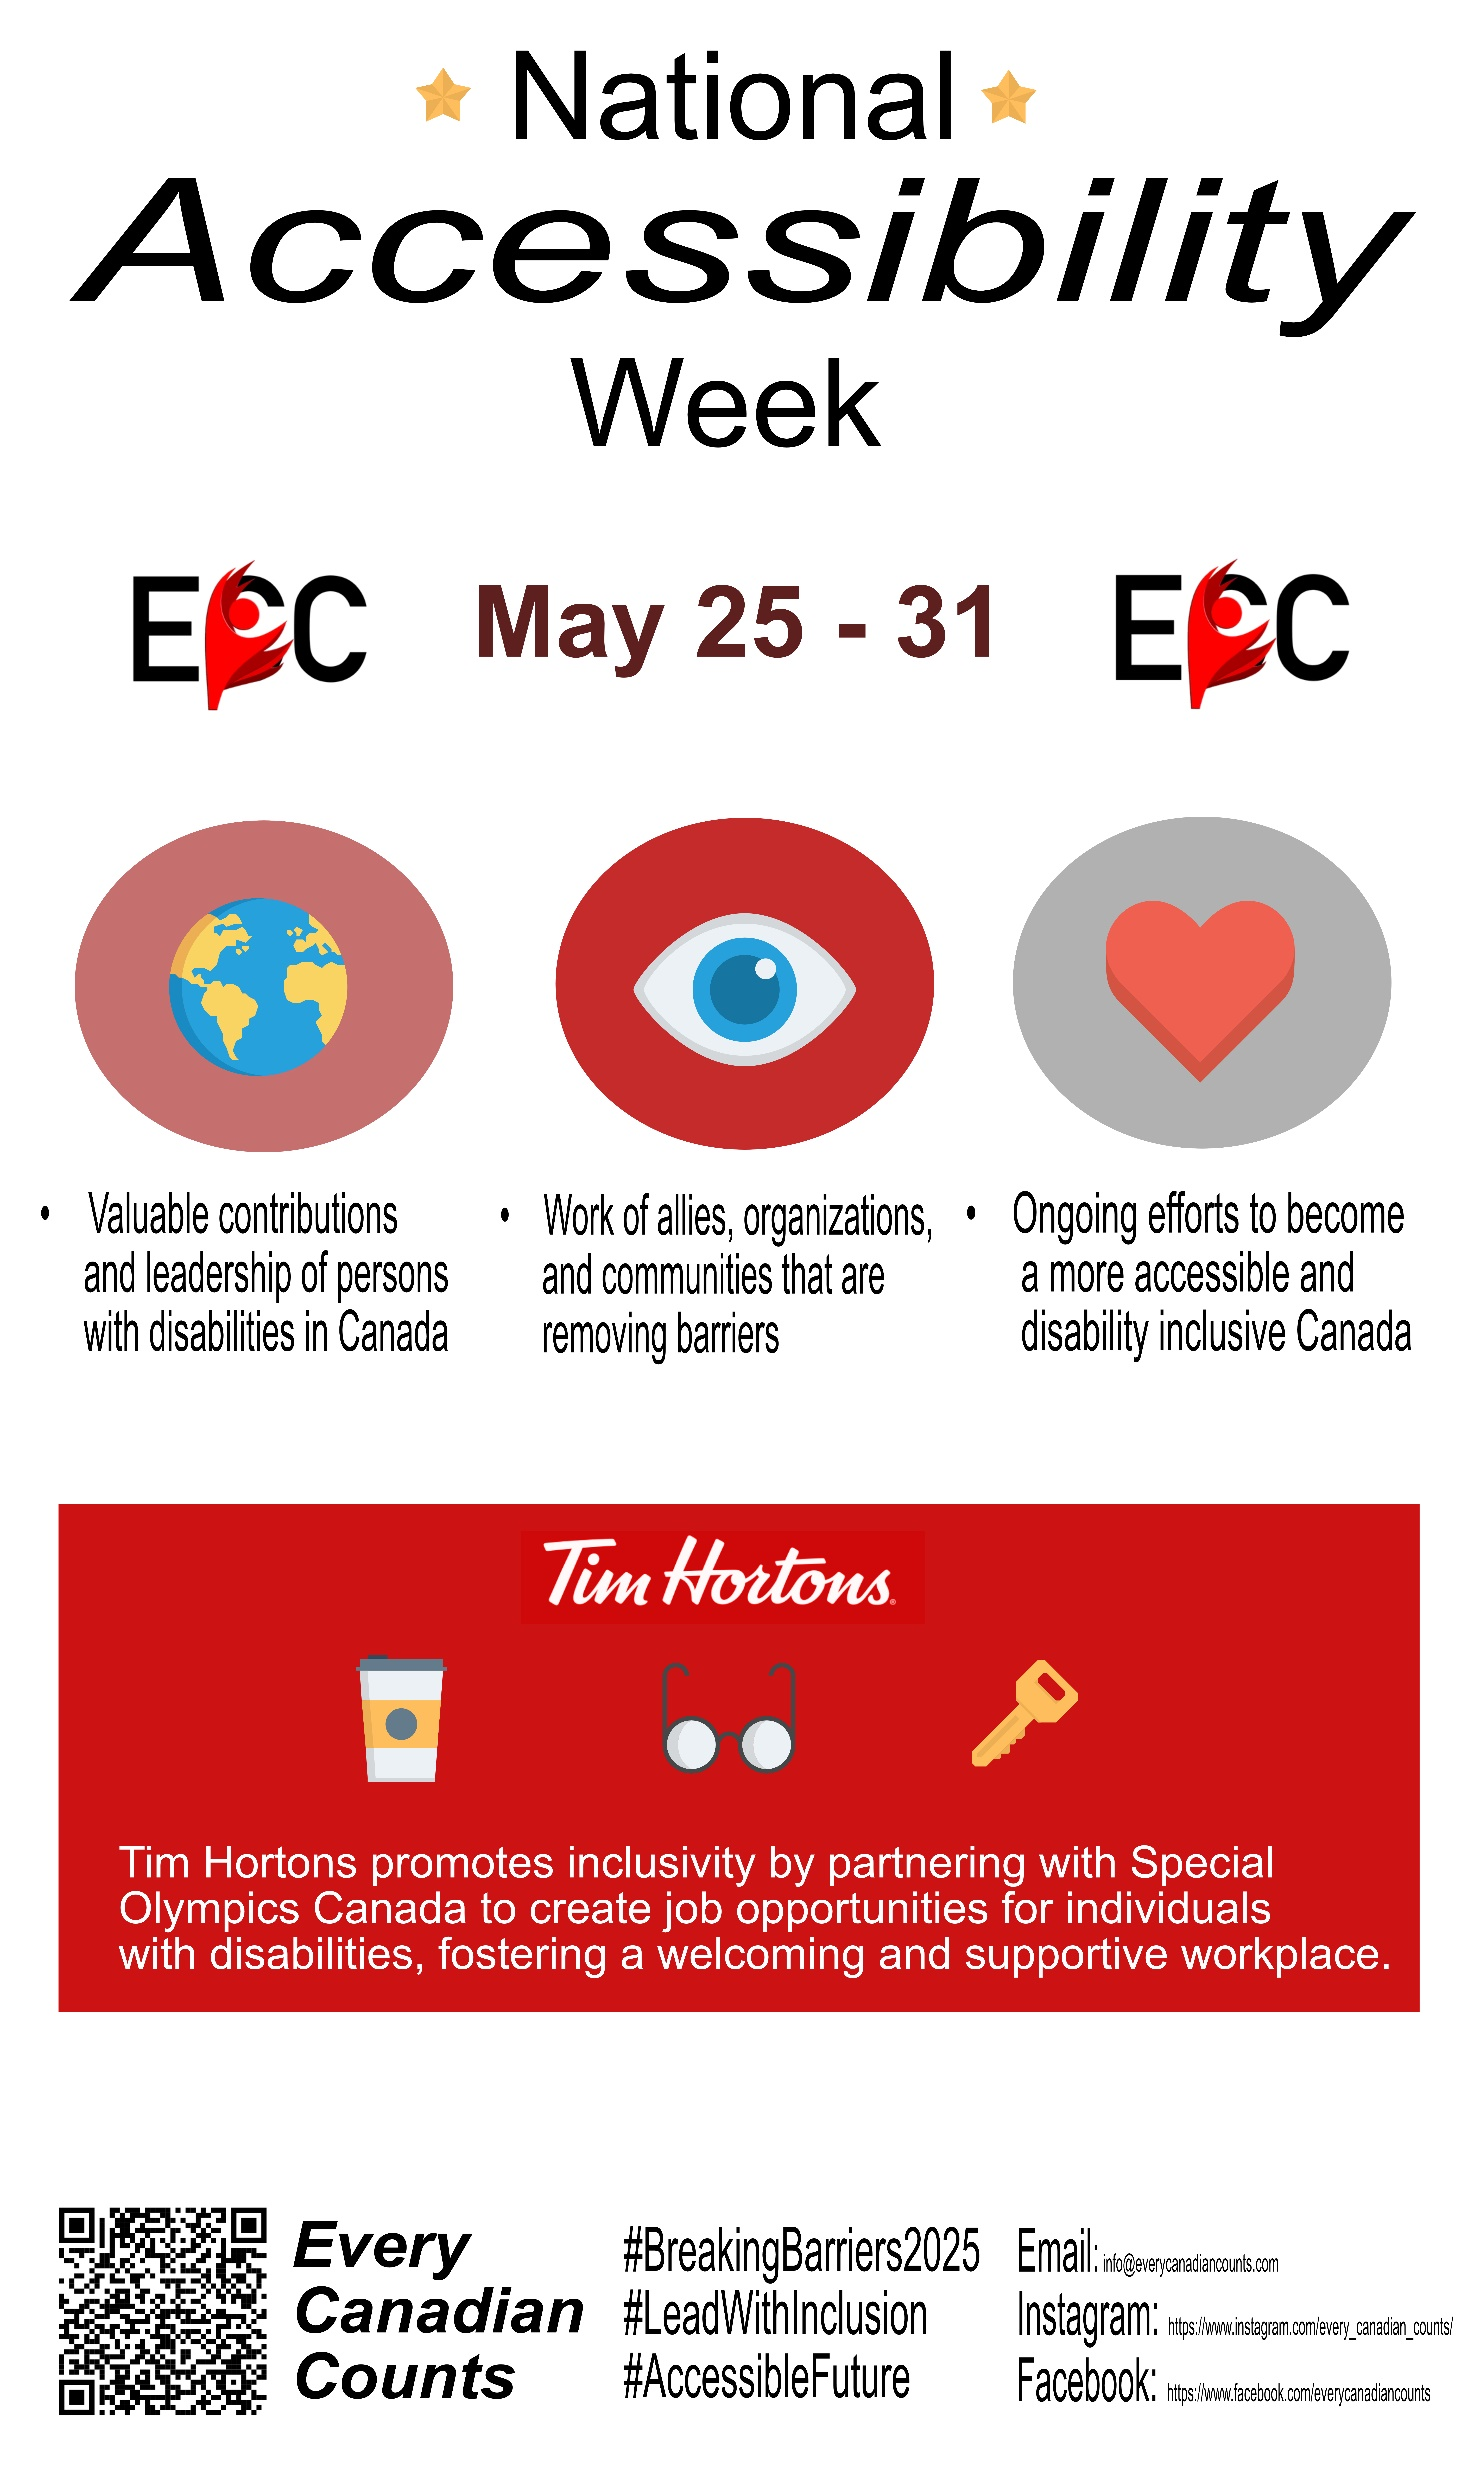 National
Accessibility
Week
ECC
May 25 - 31
ECC
• Valuable contributions
and leadership of persons
with disabilities in Canada
• Work of allies, organizations,
and communities that are
removing barriers
• Ongoing efforts to become
a more accessible and
disability inclusive Canada
Tim Hortons®
Tim Hortons promotes inclusivity by partnering with Special
Olympics Canada to create job opportunities for individuals
with disabilities, fostering a welcoming and supportive workplace.
Every
Canadian
Counts
#BreakingBarriers2025
#LeadWithInclusion
#AccessibleFuture
Email: info@everycanadiancounts.com
Instagram: https://www.instagram.com/every_canadian_counts/
Facebook: https://www.facebook.com/everycanadiancounts